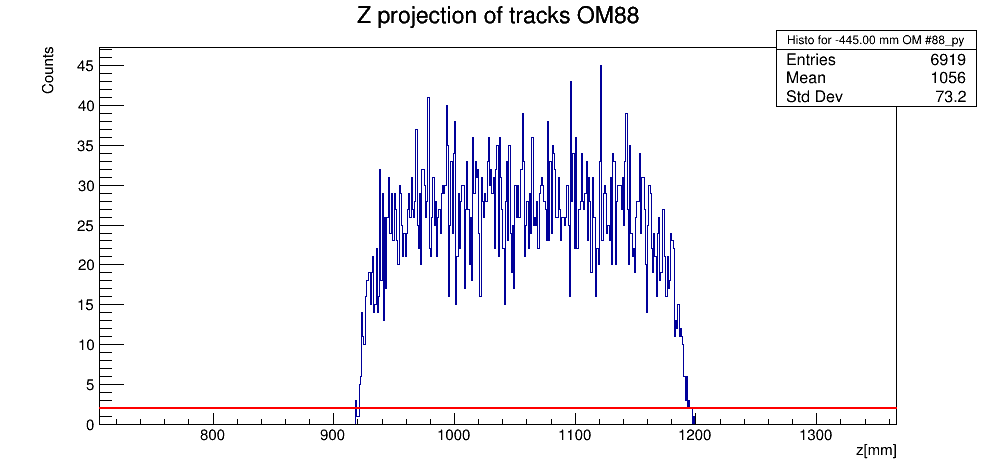 Z projection of tracks OM88
Histo for -445.00 mm OM #88_py
Entries 6919
Mean 1056
Std Dev 73.2
Counts
45
40
35
30
25
20
15
10
5
0
800 900 1000 1100 1200 1300
z[mm]